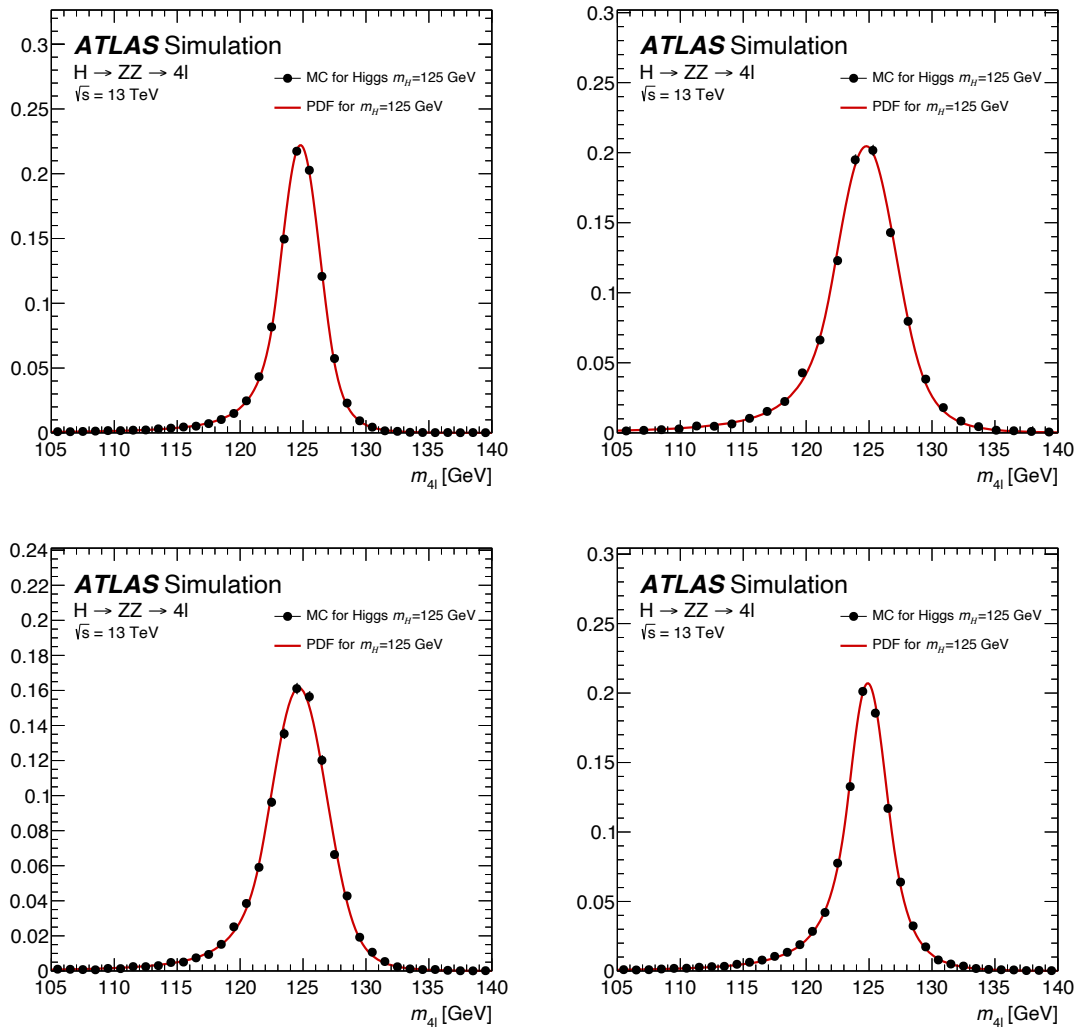 ATLAS Simulation
H → ZZ → 4l
√s = 13 TeV
MC for Higgs m_H=125 GeV
PDF for m_H=125 GeV
0.3
0.25
0.2
0.15
0.1
0.05
0
105 110 115 120 125 130 135 140
m_4l [GeV]
ATLAS Simulation
H → ZZ → 4l
√s = 13 TeV
MC for Higgs m_H=125 GeV
PDF for m_H=125 GeV
0.3
0.25
0.2
0.15
0.1
0.05
0
105 110 115 120 125 130 135 140
m_4l [GeV]
ATLAS Simulation
H → ZZ → 4l
√s = 13 TeV
MC for Higgs m_H=125 GeV
PDF for m_H=125 GeV
0.24
0.22
0.2
0.18
0.16
0.14
0.12
0.1
0.08
0.06
0.04
0.02
0
105 110 115 120 125 130 135 140
m_4l [GeV]
ATLAS Simulation
H → ZZ → 4l
√s = 13 TeV
MC for Higgs m_H=125 GeV
PDF for m_H=125 GeV
0.3
0.25
0.2
0.15
0.1
0.05
0
105 110 115 120 125 130 135 140
m_4l [GeV]